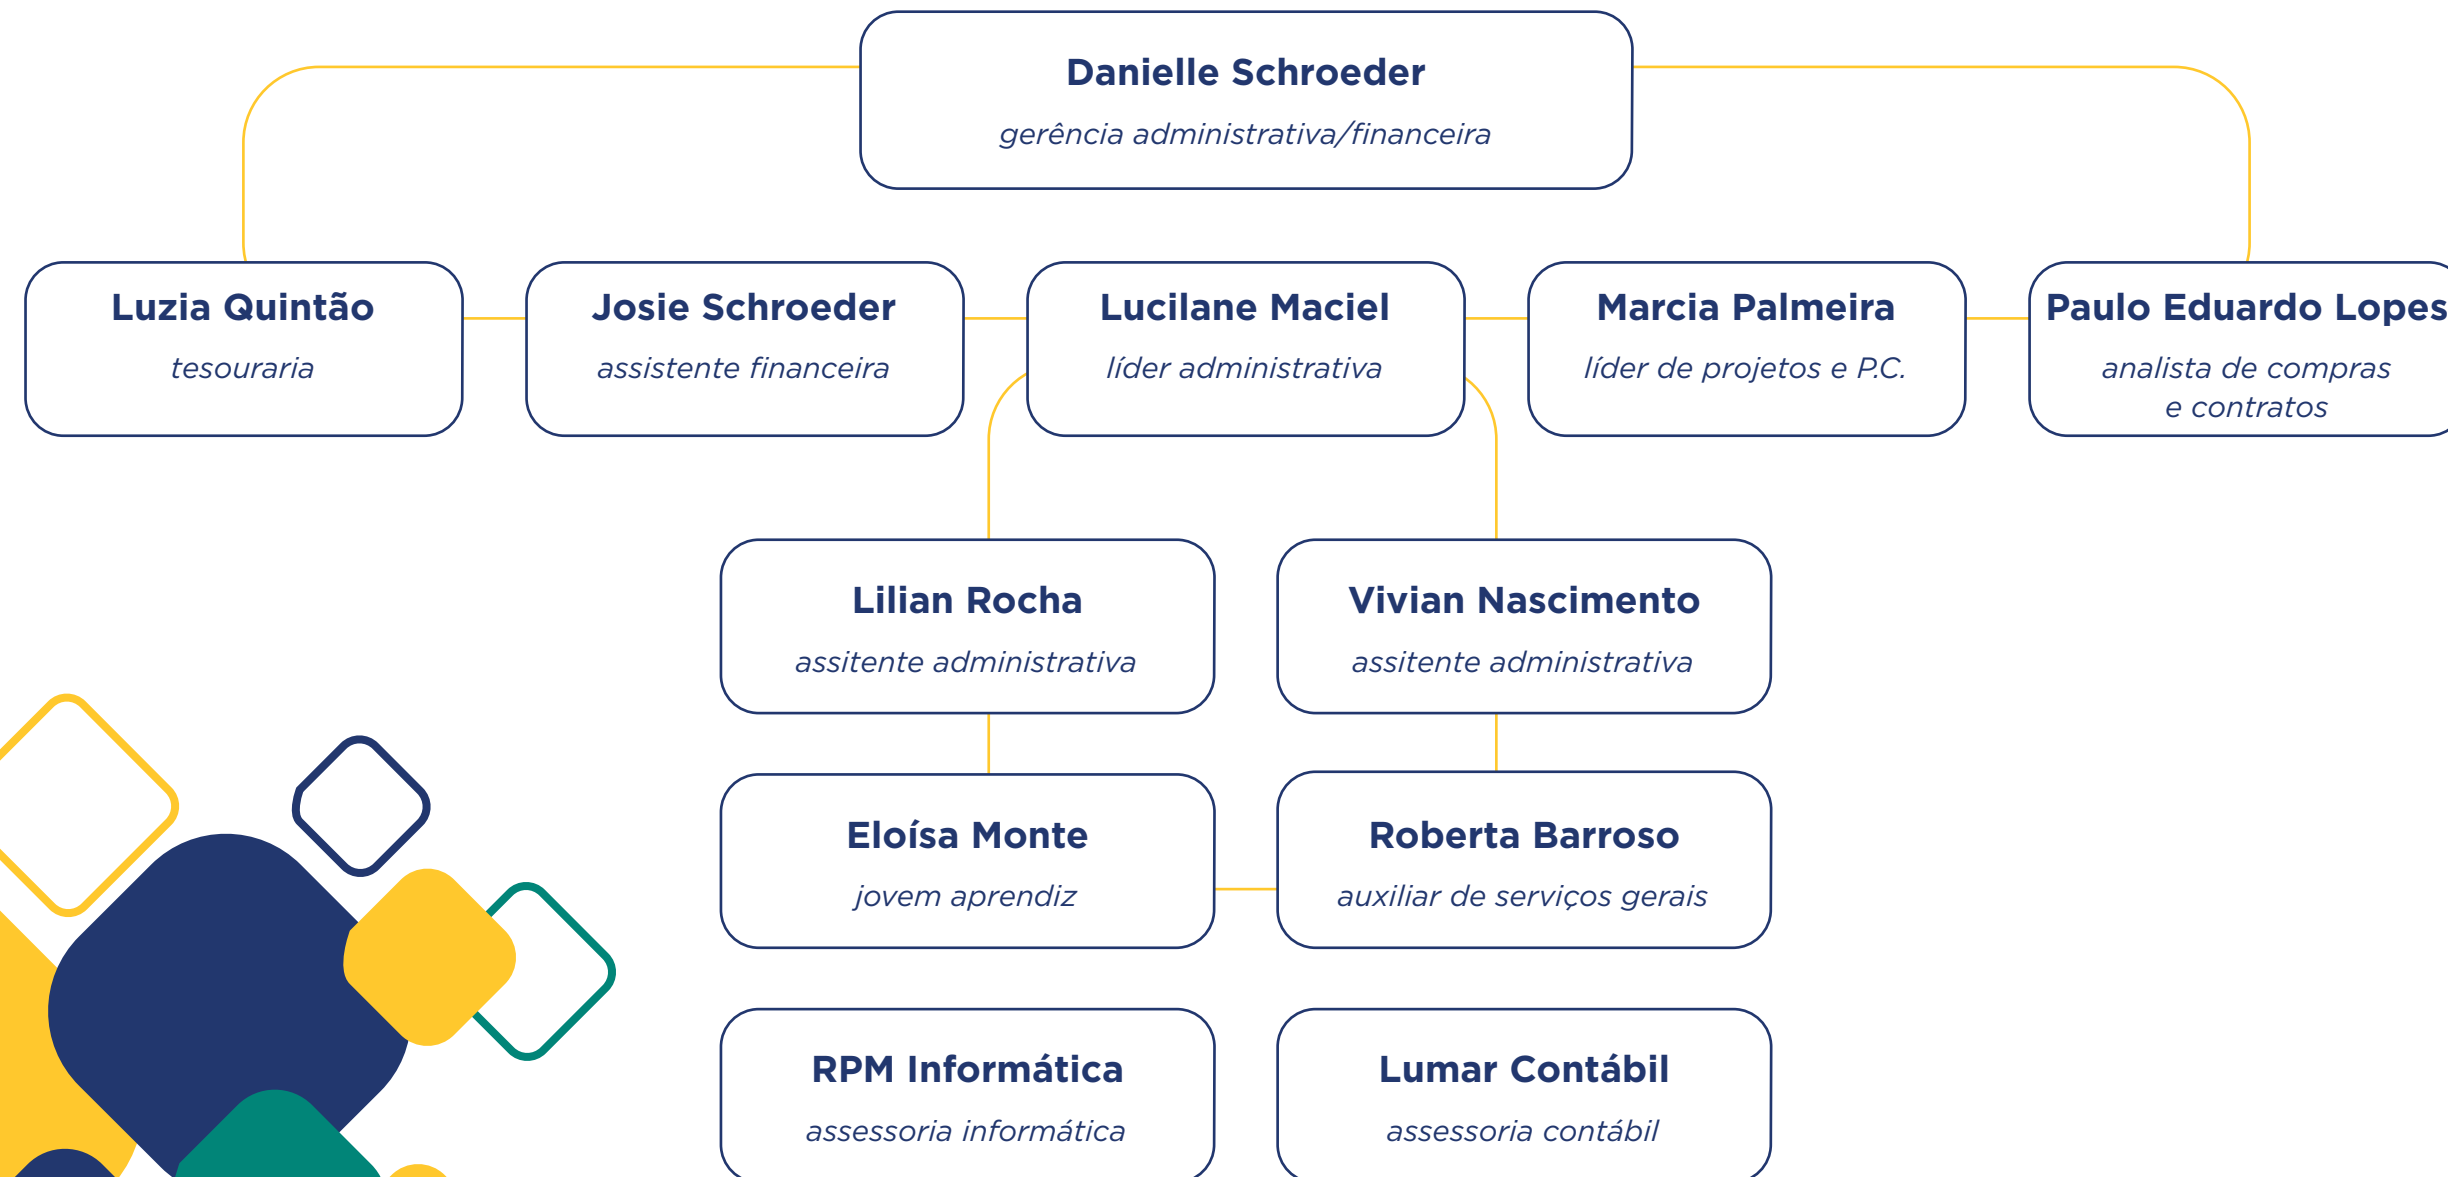 Danielle Schroeder
gerência administrativa/financeira
Luzia Quintão
tesouraria
Josie Schroeder
assistente financeira
Lucilane Maciel
líder administrativa
Marcia Palmeira
líder de projetos e P.C.
Paulo Eduardo Lopes
analista de compras
e contratos
Lilian Rocha
assitente administrativa
Vivian Nascimento
assitente administrativa
Eloísa Monte
jovem aprendiz
Roberta Barroso
auxiliar de serviços gerais
RPM Informática
assessoria informática
Lumar Contábil
assessoria contábil